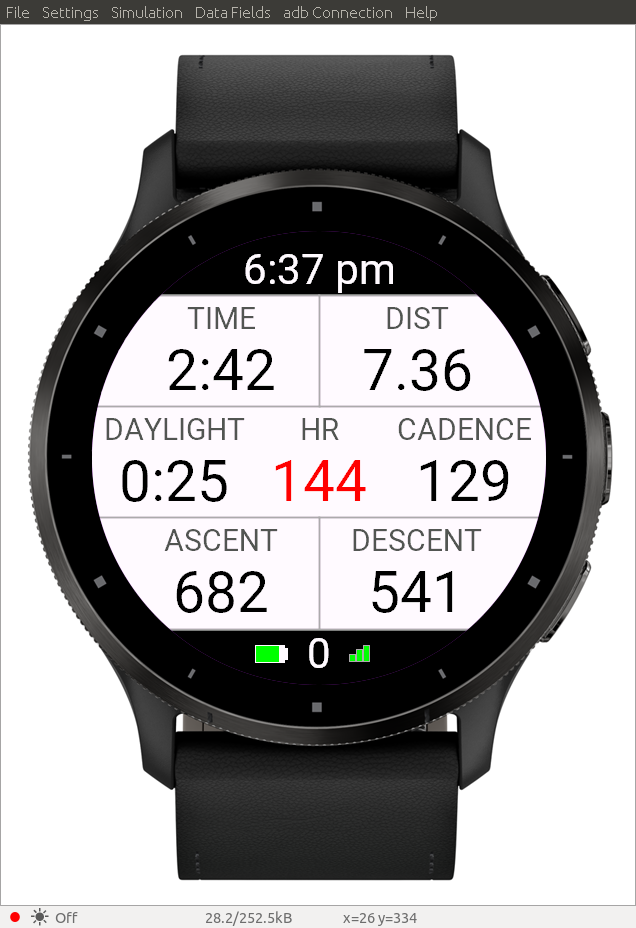 File Settings Simulation Data Fields adb Connection Help
6:37 pm
TIME DIST
2:42 7.36
DAYLIGHT HR CADENCE
0:25 144 129
ASCENT DESCENT
682 541
0
Off 28.2/252.5kB x=26 y=334